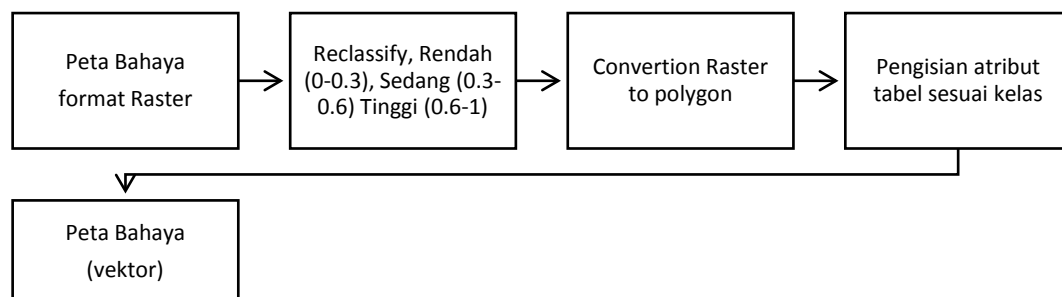 Peta Bahaya
format Raster
Reclassify, Rendah
(0-0.3), Sedang (0.3-
0.6) Tinggi (0.6-1)
Convertion Raster
to polygon
Pengisian atribut
tabel sesuai kelas
Peta Bahaya
(vektor)